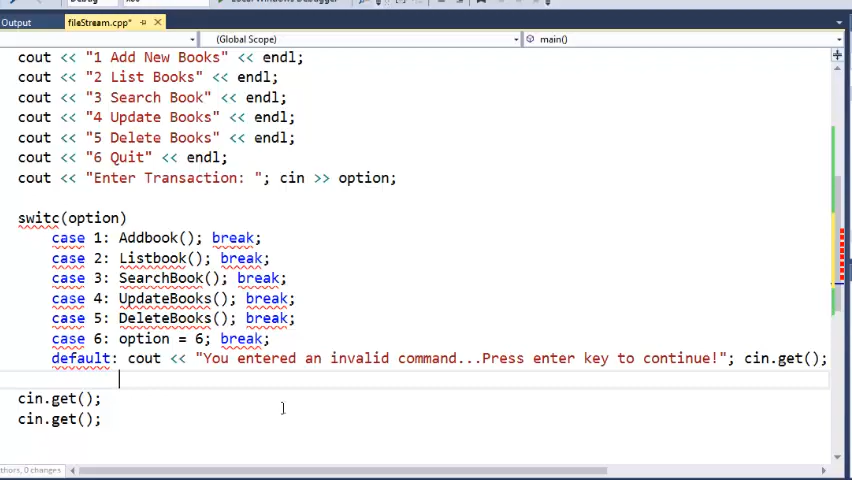 Output
fileStream.cpp*
(Global Scope)
main()
cout << "1 Add New Books" << endl;
cout << "2 List Books" << endl;
cout << "3 Search Book" << endl;
cout << "4 Update Books" << endl;
cout << "5 Delete Books" << endl;
cout << "6 Quit" << endl;
cout << "Enter Transaction: "; cin >> option;
switc(option)
case 1: Addbook(); break;
case 2: Listbook(); break;
case 3: SearchBook(); break;
case 4: UpdateBooks(); break;
case 5: DeleteBooks(); break;
case 6: option = 6; break;
default: cout << "You entered an invalid command...Press enter key to continue!"; cin.get();
cin.get();
cin.get();
thors, 0 changes